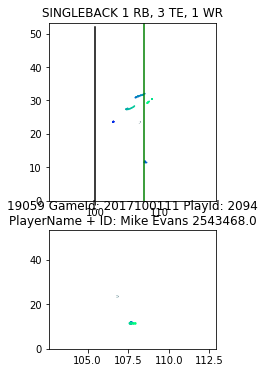 SINGLEBACK 1 RB, 3 TE, 1 WR
50
40
30
20
10
0
100
110
19059 GameId: 2017100111 PlayId: 2094
PlayerName + ID: Mike Evans 2543468.0
40
20
0
105.0 107.5 110.0 112.5